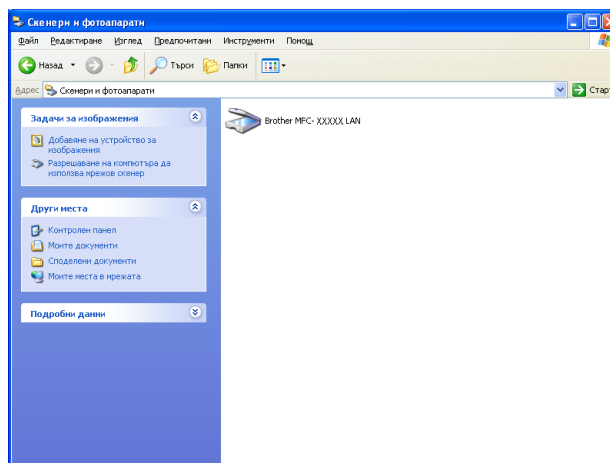 Скенери и фотоапарати
Файл Редактиране Изглед Предпочитани Инструменти Помощ
Назад Търси Папки
Адрес Скенери и фотоапарати Старт
Задачи за изображения
Добавяне на устройство за
изображения
Разрешаване на компютъра да
използва мрежов скенер
Други места
Контролен панел
Моите документи
Споделени документи
Моите места в мрежата
Подробни данни
Brother MFC- XXXXX LAN